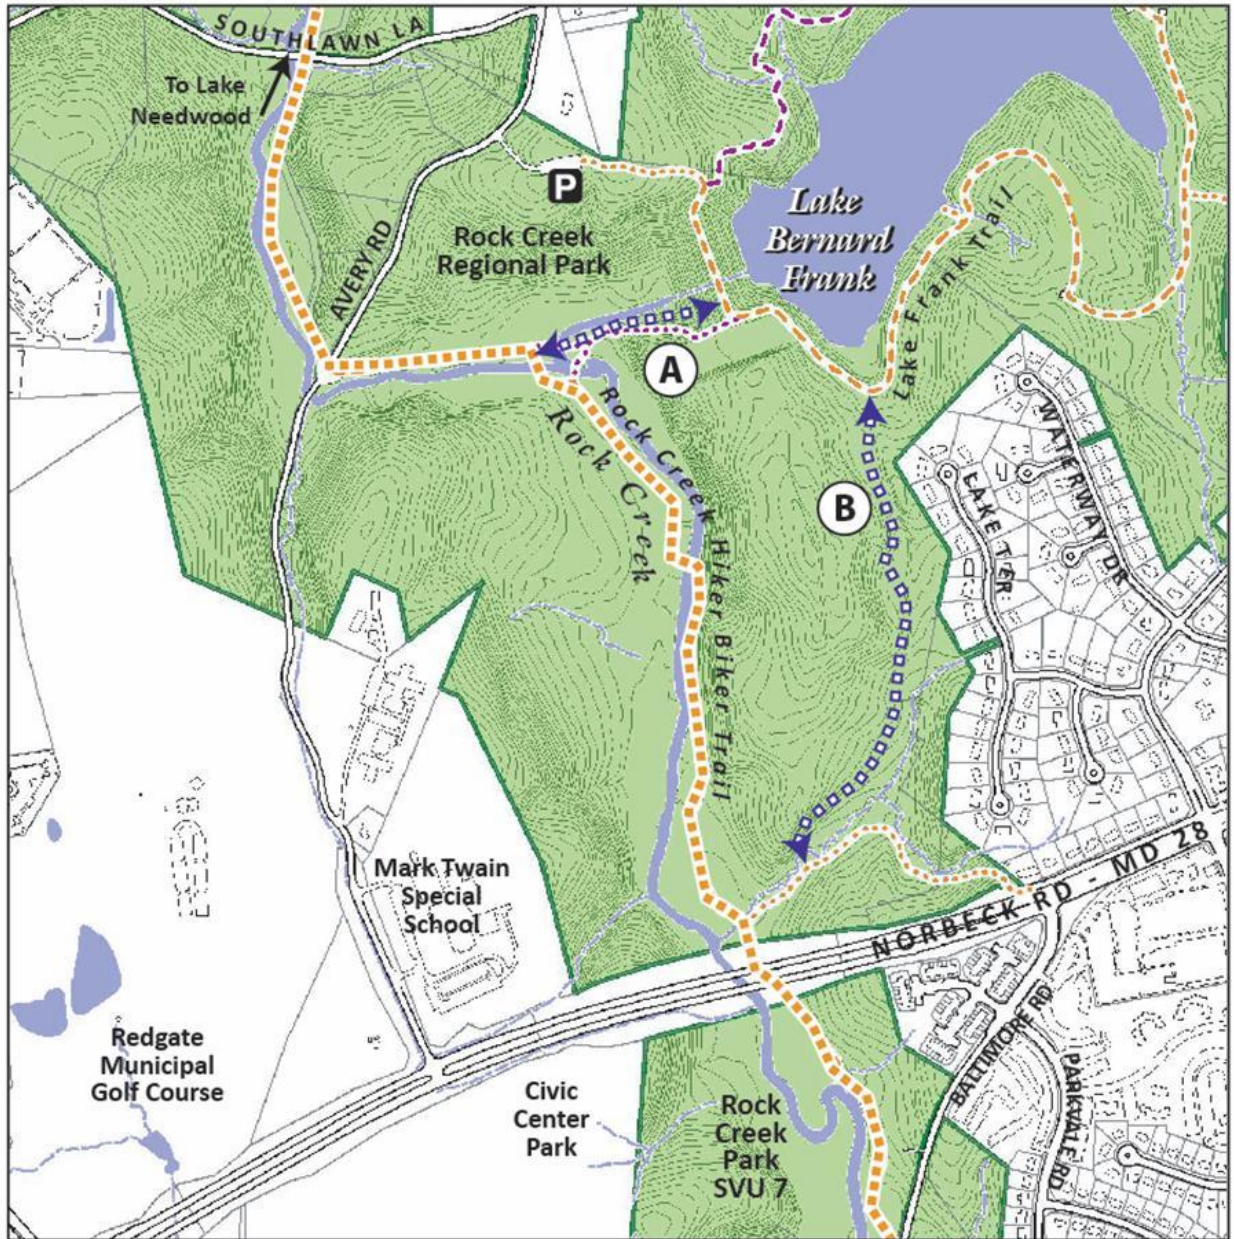 SOUTHLAWN LA
To Lake
Needwood
P
AVERY RD
Rock Creek
Regional Park
Lake
Bernard
Frank
Lake Frank Trail
A
Rock Creek Hiker Biker Trail
Rock Creek
B
WATERWAY DR
LAKE TER
Mark Twain
Special
School
NORBECK RD - MD 28
Redgate
Municipal
Golf Course
Civic
Center
Park
Rock
Creek
Park
SVU 7
BALTIMORE RD
PARKVALE RD